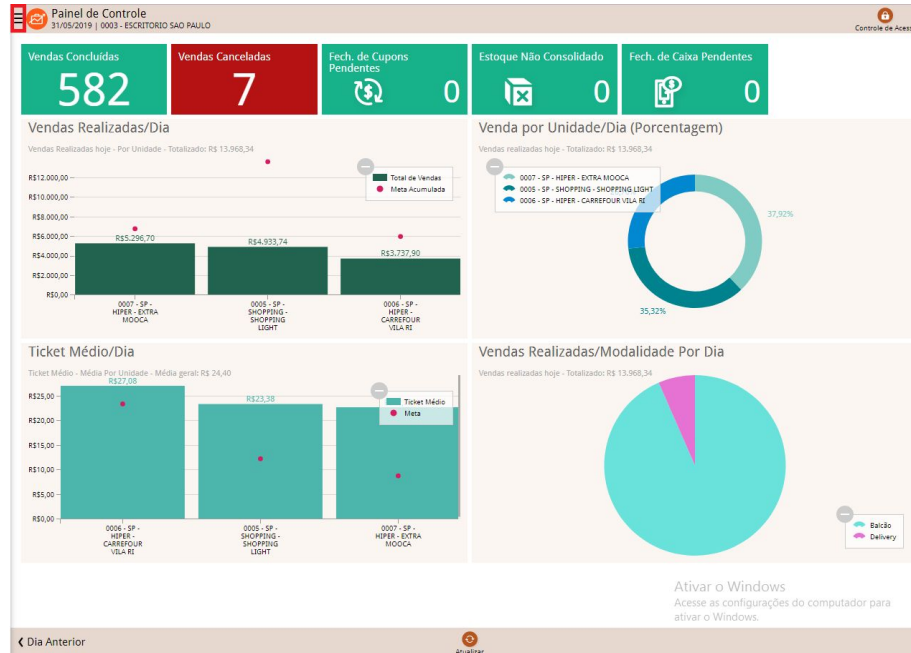 Painel de Controle
31/05/2019 | 0003 - ESCRITORIO SAO PAULO
Controle de Acess
Vendas Concluídas
582
Vendas Canceladas
7
Fech. de Cupons
Pendentes
0
Estoque Não Consolidado
0
Fech. de Caixa Pendentes
0
Vendas Realizadas/Dia
Vendas Realizadas hoje - Por Unidade - Totalizado: R$ 13.968,34
Total de Vendas
Meta Acumulada
R$12.000,00
R$10.000,00
R$8.000,00
R$6.000,00
R$4.000,00
R$2.000,00
R$0,00
R$5.296,70
R$4.933,74
R$3.737,90
0007 - SP -
HIPER - EXTRA
MOOCA
0005 - SP -
SHOPPING -
SHOPPING
LIGHT
0006 - SP -
HIPER -
CARREFOUR
VILA RI
Venda por Unidade/Dia (Porcentagem)
Vendas realizadas hoje - Totalizado: R$ 13.968,34
0007 - SP - HIPER - EXTRA MOOCA
0005 - SP - SHOPPING - SHOPPING LIGHT
0006 - SP - HIPER - CARREFOUR VILA RI
37,92%
35,32%
Ticket Médio/Dia
Ticket Médio - Média Por Unidade - Média geral: R$ 24,40
R$27,08
R$23,38
Ticket Médio
Meta
R$25,00
R$20,00
R$15,00
R$10,00
R$5,00
R$0,00
0006 - SP -
HIPER -
CARREFOUR
VILA RI
0005 - SP -
SHOPPING -
SHOPPING
LIGHT
0007 - SP -
HIPER - EXTRA
MOOCA
Vendas Realizadas/Modalidade Por Dia
Vendas realizadas hoje - Totalizado: R$ 13.968,34
Balcão
Delivery
Ativar o Windows
Acesse as configurações do computador para
ativar o Windows.
Dia Anterior
Atualizar